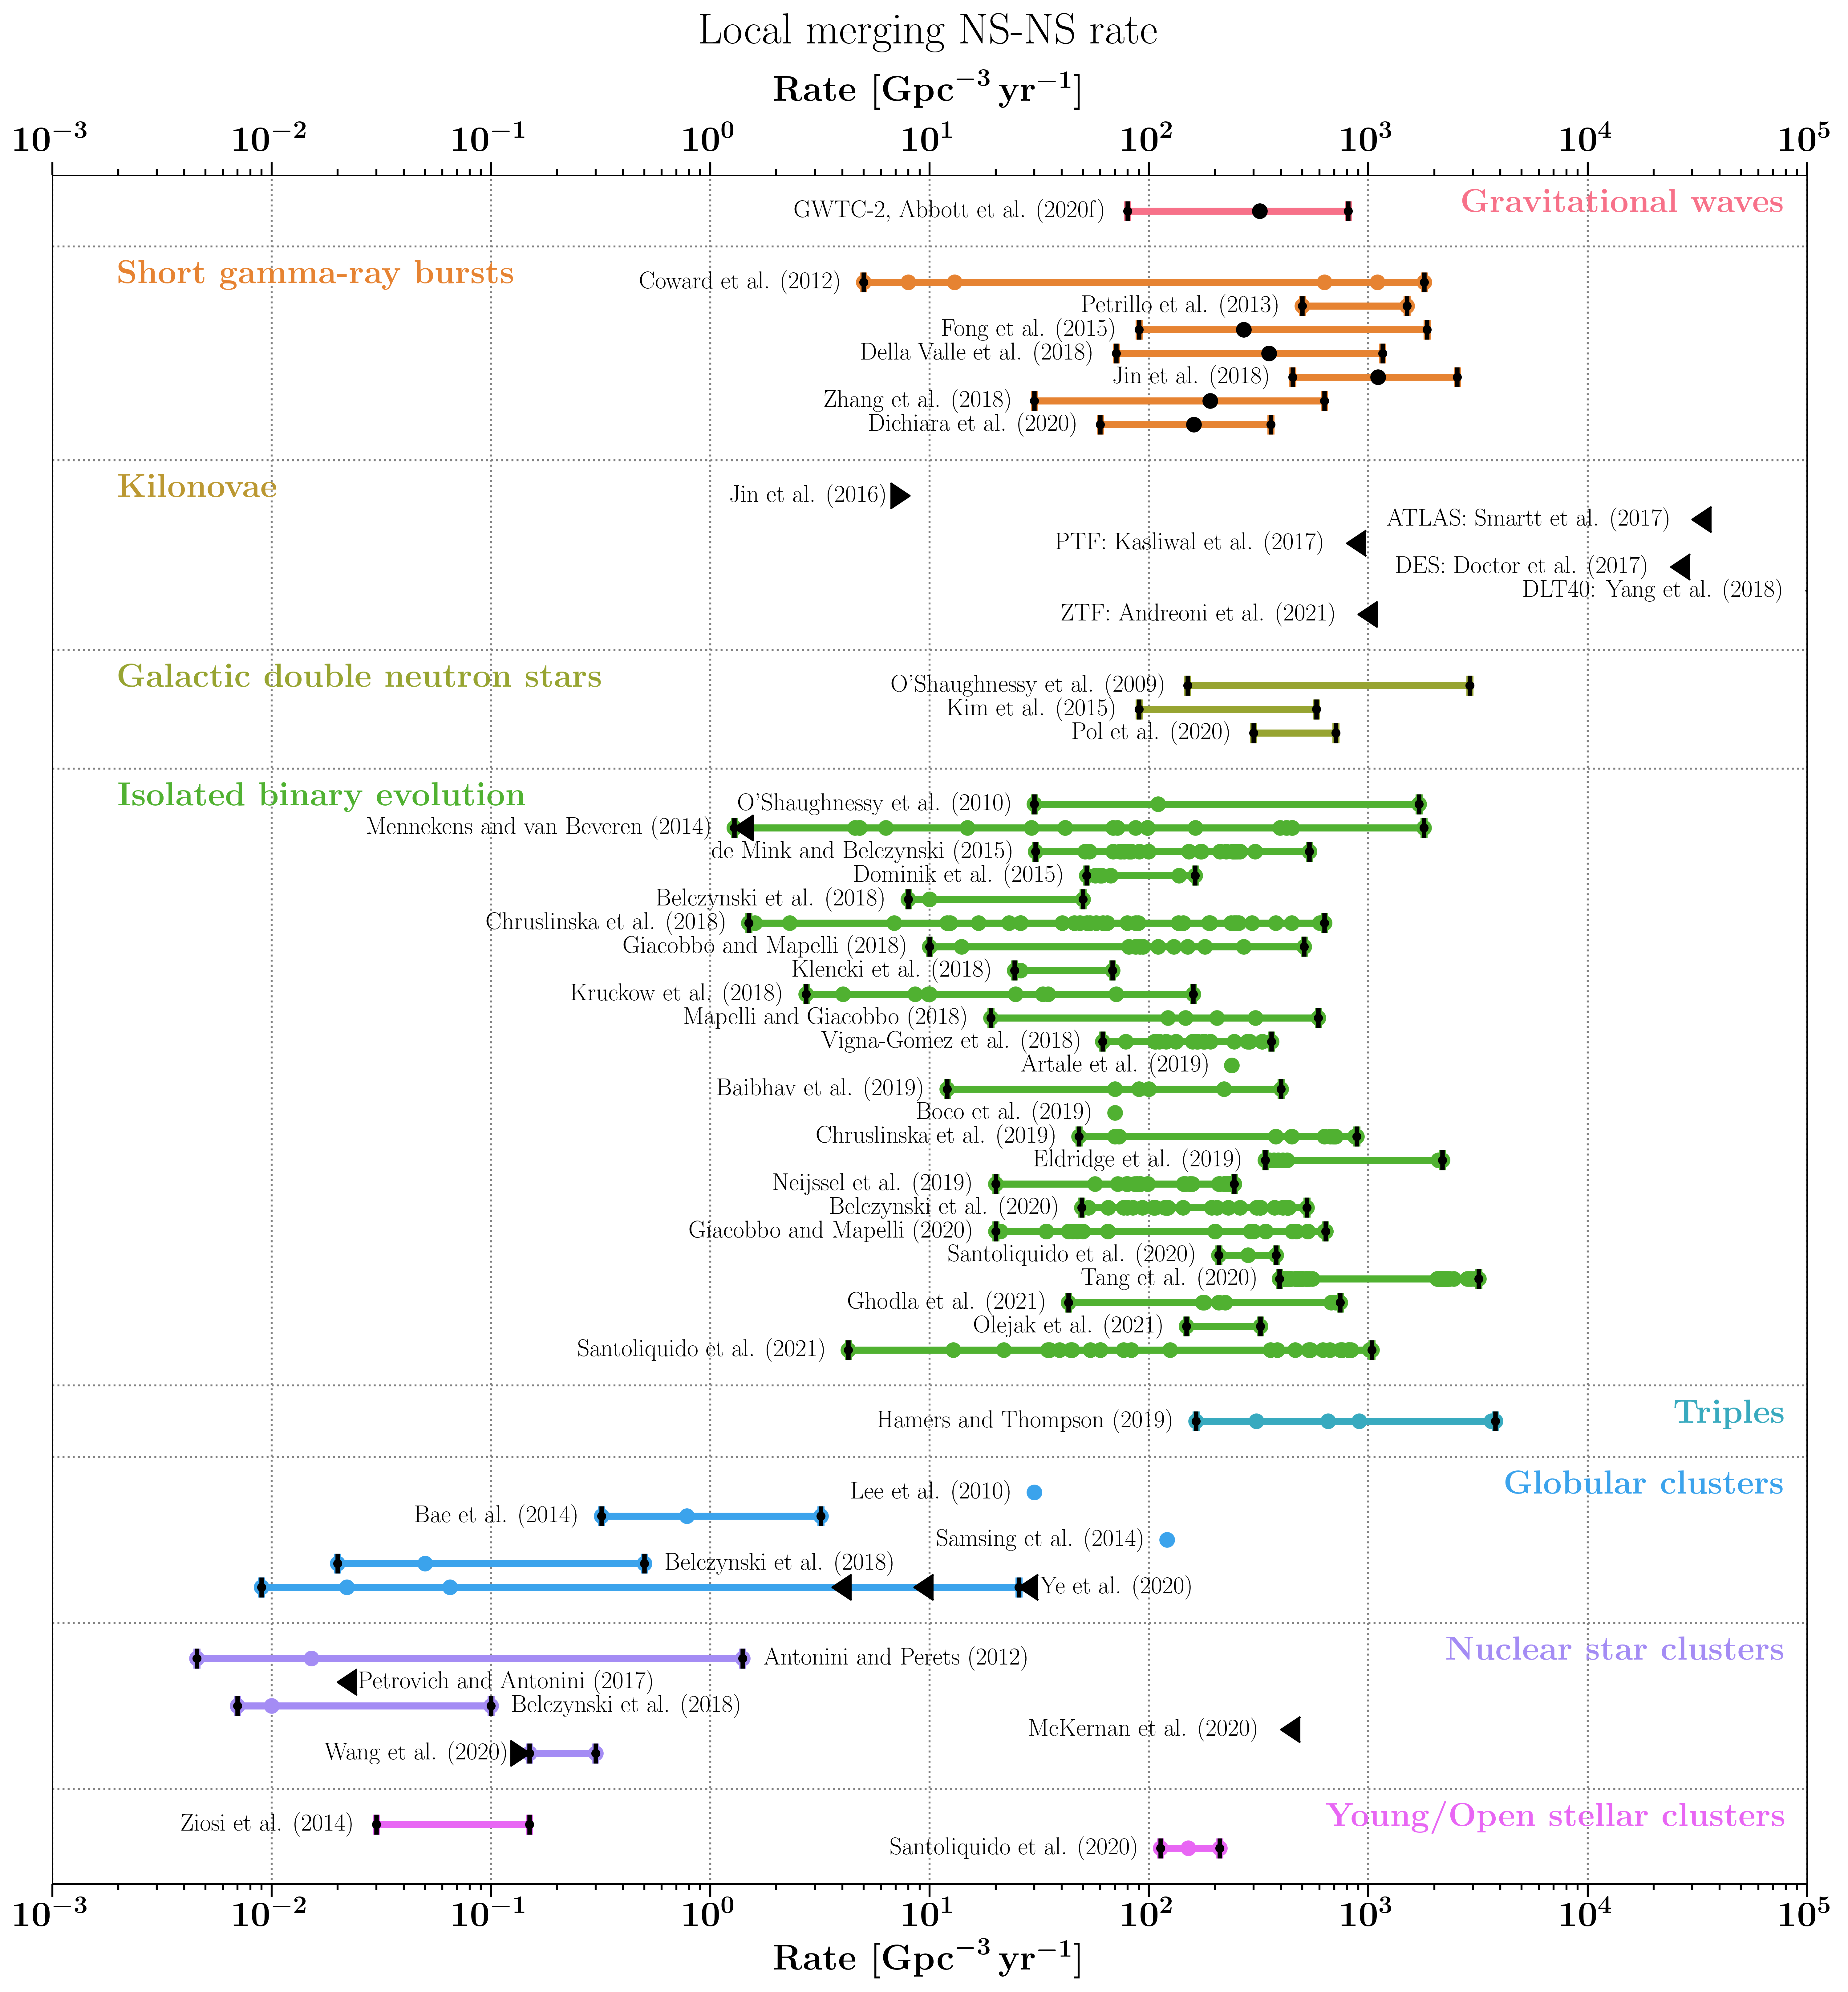 Local merging NS-NS rate
Rate [Gpc⁻³ yr⁻¹]
10⁻³ 10⁻² 10⁻¹ 10⁰ 10¹ 10² 10³ 10⁴ 10⁵
GWTC-2, Abbott et al. (2020f)
Gravitational waves
Short gamma-ray bursts
Coward et al. (2012)
Petrillo et al. (2013)
Fong et al. (2015)
Della Valle et al. (2018)
Jin et al. (2018)
Zhang et al. (2018)
Dichiara et al. (2020)
Kilonovae
Jin et al. (2016)
ATLAS: Smartt et al. (2017)
PTF: Kasliwal et al. (2017)
DES: Doctor et al. (2017)
DLT40: Yang et al. (2018)
ZTF: Andreoni et al. (2021)
Galactic double neutron stars
O'Shaughnessy et al. (2009)
Kim et al. (2015)
Pol et al. (2020)
Isolated binary evolution
O'Shaughnessy et al. (2010)
Mennekens and van Beveren (2014)
de Mink and Belczynski (2015)
Dominik et al. (2015)
Belczynski et al. (2018)
Chruslinska et al. (2018)
Giacobbo and Mapelli (2018)
Klencki et al. (2018)
Kruckow et al. (2018)
Mapelli and Giacobbo (2018)
Vigna-Gomez et al. (2018)
Artale et al. (2019)
Baibhav et al. (2019)
Boco et al. (2019)
Chruslinska et al. (2019)
Eldridge et al. (2019)
Neijssel et al. (2019)
Belczynski et al. (2020)
Giacobbo and Mapelli (2020)
Santoliquido et al. (2020)
Tang et al. (2020)
Ghodla et al. (2021)
Olejak et al. (2021)
Santoliquido et al. (2021)
Triples
Hamers and Thompson (2019)
Globular clusters
Lee et al. (2010)
Bae et al. (2014)
Samsing et al. (2014)
Belczynski et al. (2018)
Ye et al. (2020)
Nuclear star clusters
Antonini and Perets (2012)
Petrovich and Antonini (2017)
Belczynski et al. (2018)
McKernan et al. (2020)
Wang et al. (2020)
Young/Open stellar clusters
Ziosi et al. (2014)
Santoliquido et al. (2020)
10⁻³ 10⁻² 10⁻¹ 10⁰ 10¹ 10² 10³ 10⁴ 10⁵
Rate [Gpc⁻³ yr⁻¹]